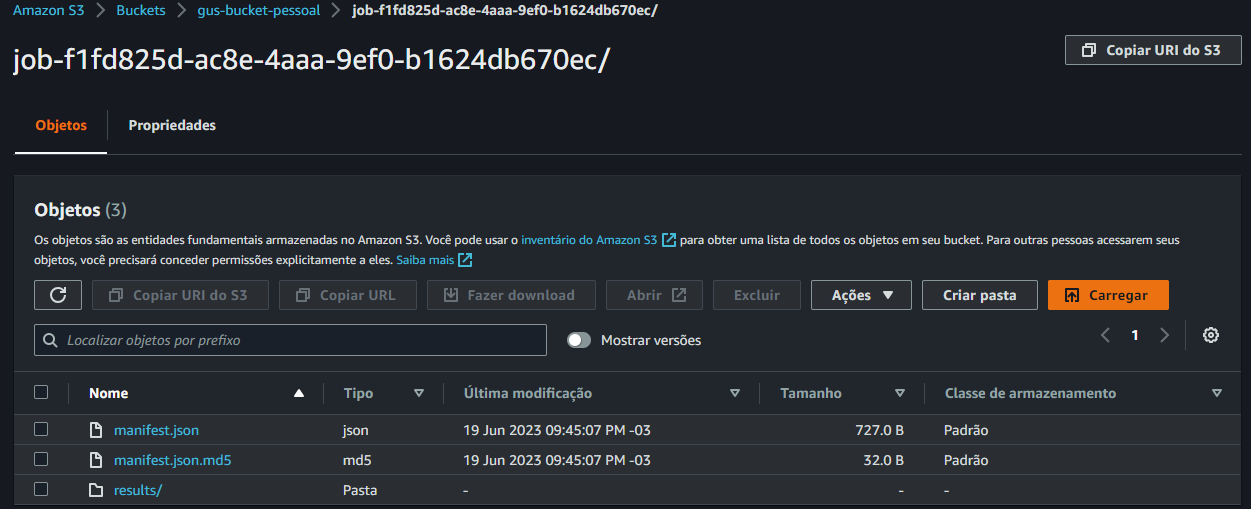 Amazon S3 > Buckets > gus-bucket-pessoal > job-f1fd825d-ac8e-4aaa-9ef0-b1624db670ec/
job-f1fd825d-ac8e-4aaa-9ef0-b1624db670ec/
Copiar URI do S3
Objetos Propriedades
Objetos (3)
Os objetos são as entidades fundamentais armazenadas no Amazon S3. Você pode usar o inventário do Amazon S3 para obter uma lista de todos os objetos em seu bucket. Para outras pessoas acessarem seus
objetos, você precisará conceder permissões explicitamente a eles. Saiba mais
Copiar URI do S3 Copiar URL Fazer download Abrir Excluir Ações Criar pasta Carregar
Localizar objetos por prefixo Mostrar versões 1
Nome Tipo Última modificação Tamanho Classe de armazenamento
manifest.json json 19 Jun 2023 09:45:07 PM -03 727.0 B Padrão
manifest.json.md5 md5 19 Jun 2023 09:45:07 PM -03 32.0 B Padrão
results/ Pasta - - -